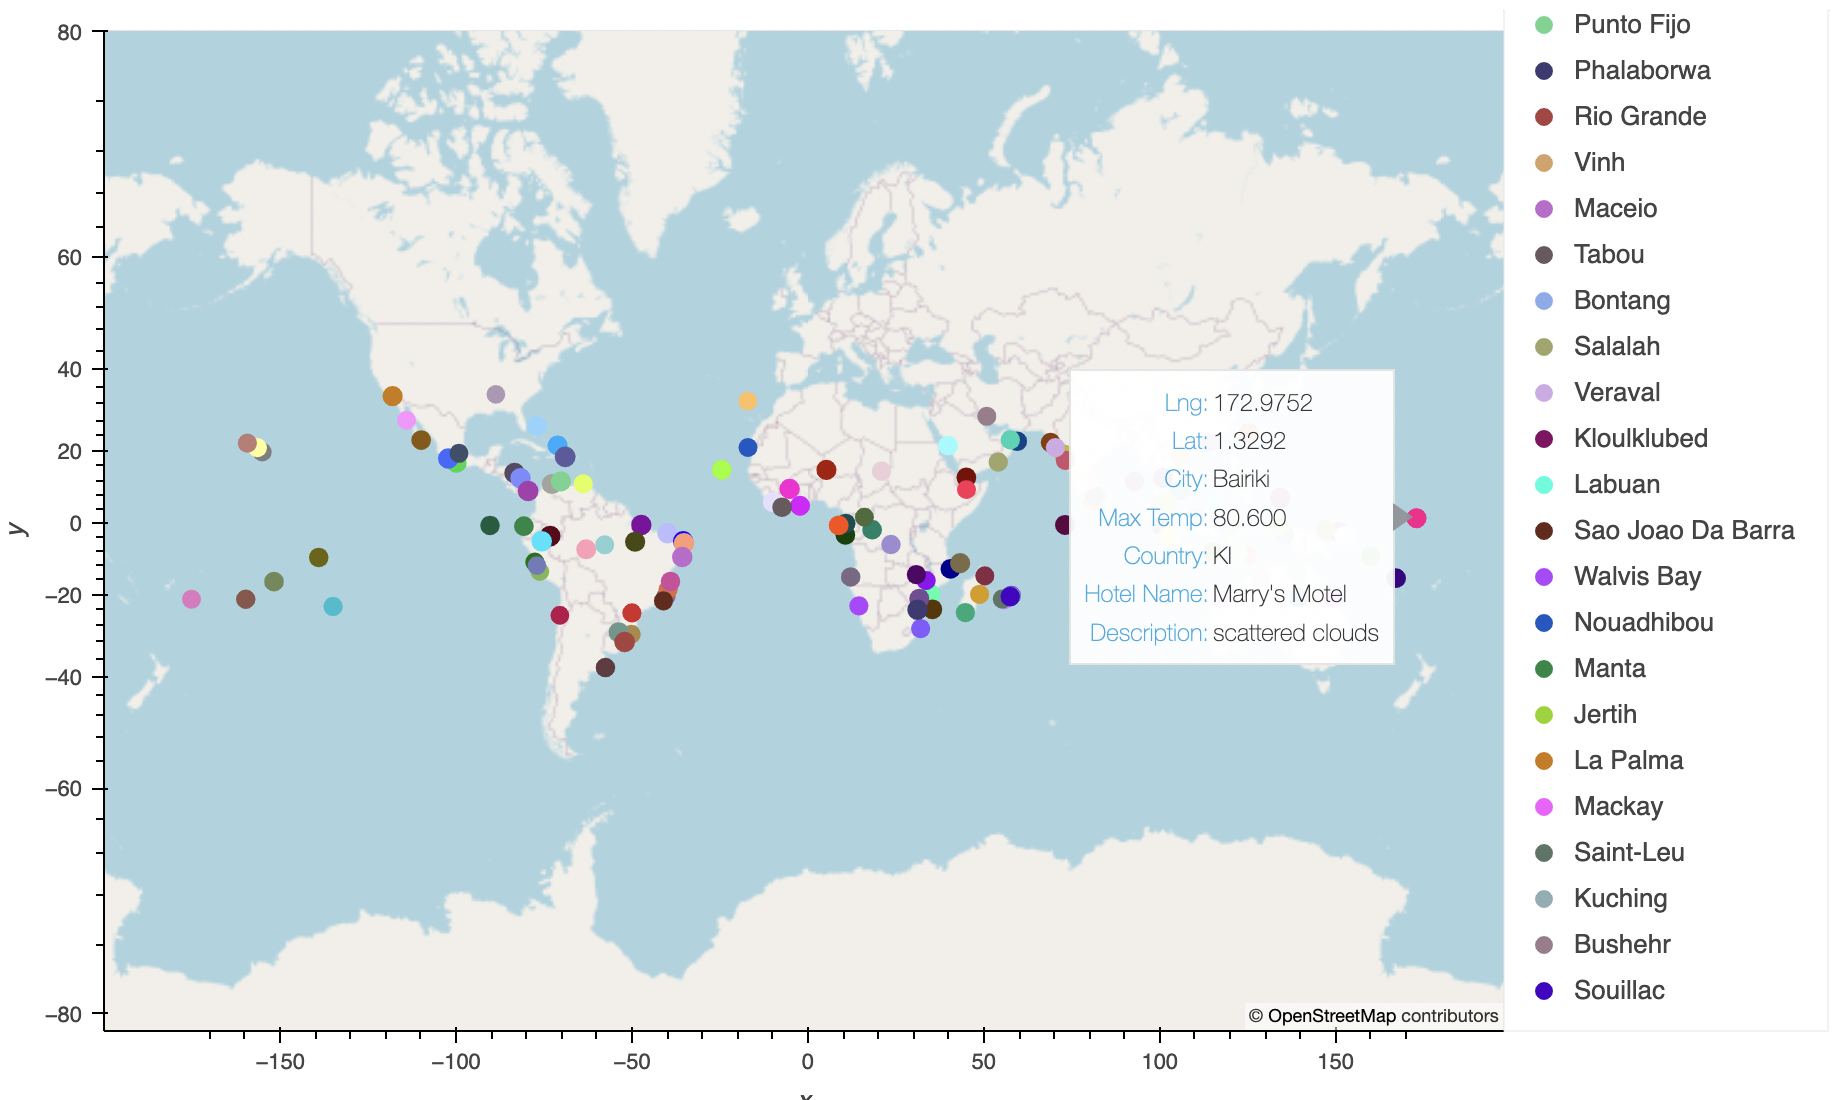 80
60
40
20
0
−20
−40
−60
−80
y
−150
−100
−50
0
50
100
150
Lng: 172.9752
Lat: 1.3292
City: Bairiki
Max Temp: 80.600
Country: KI
Hotel Name: Marry's Motel
Description: scattered clouds
© OpenStreetMap contributors
Punto Fijo
Phalaborwa
Rio Grande
Vinh
Maceio
Tabou
Bontang
Salalah
Veraval
Kloulklubed
Labuan
Sao Joao Da Barra
Walvis Bay
Nouadhibou
Manta
Jertih
La Palma
Mackay
Saint-Leu
Kuching
Bushehr
Souillac